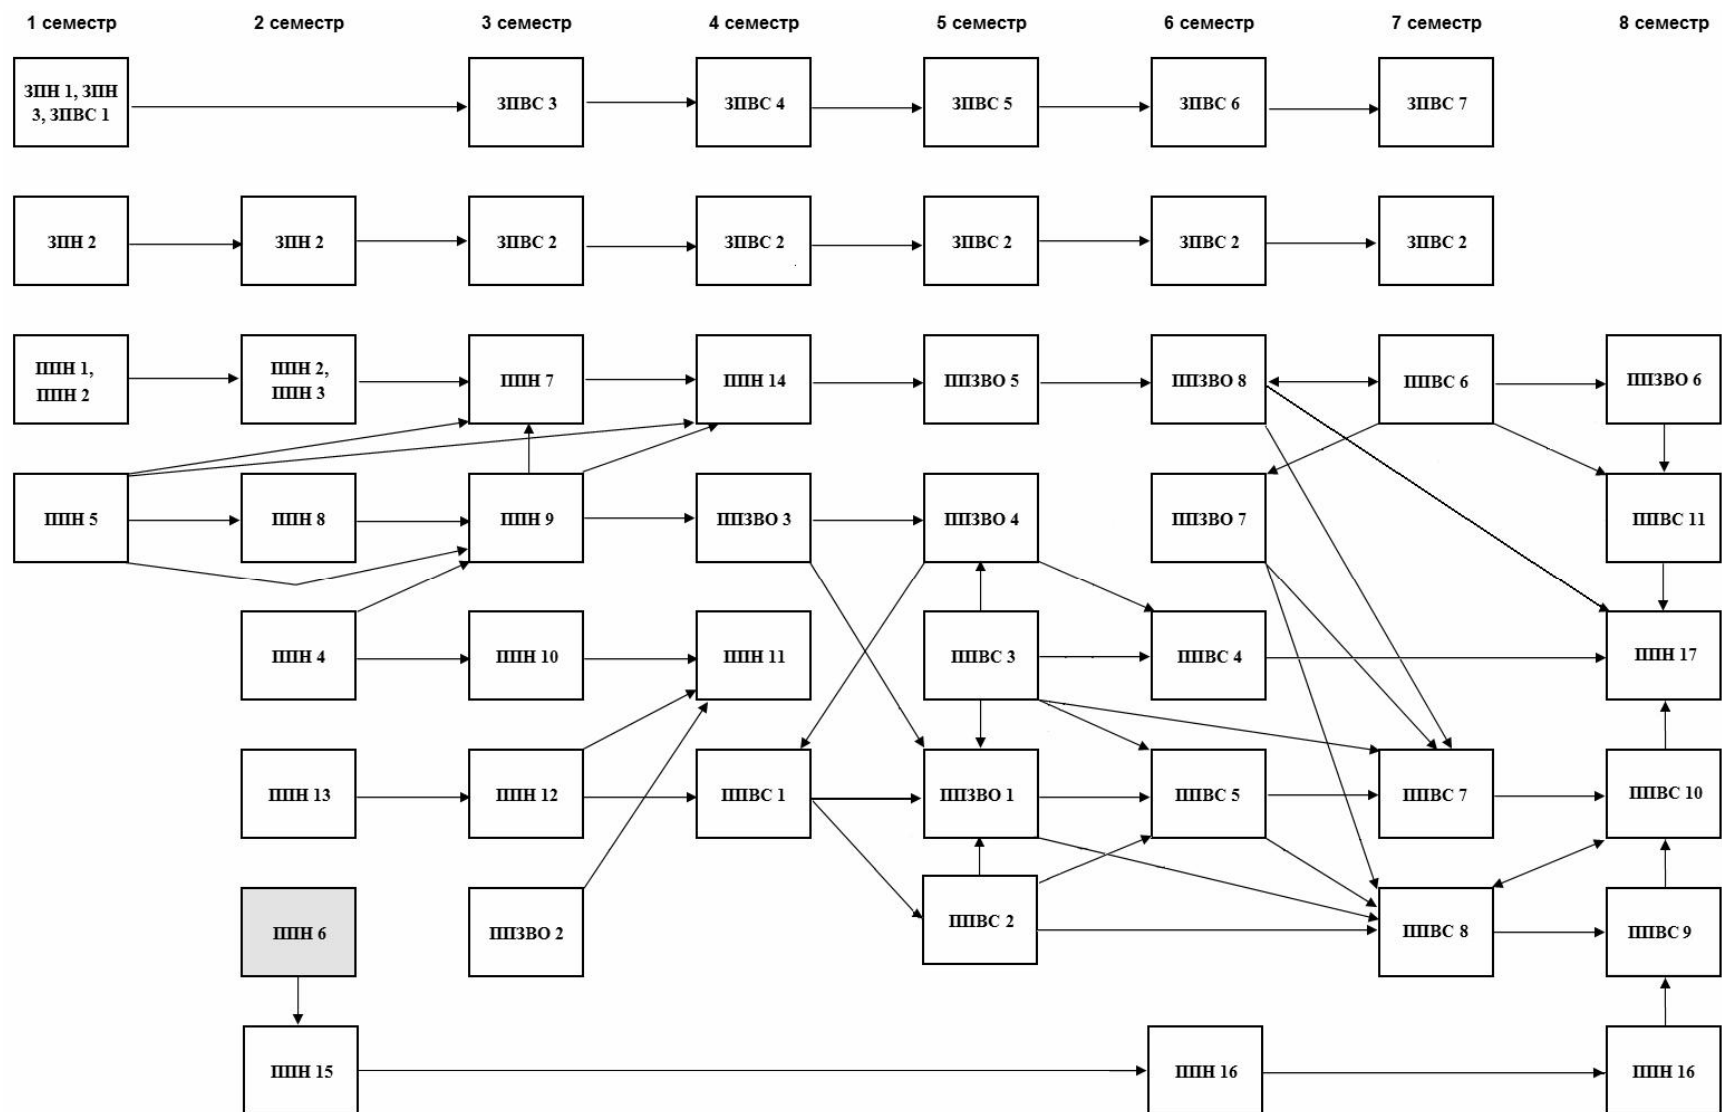 1 семестр
2 семестр
3 семестр
4 семестр
5 семестр
6 семестр
7 семестр
8 семестр
ЗПН 1, ЗПН
3, ЗПВС 1
ЗПВС 3
ЗПВС 4
ЗПВС 5
ЗПВС 6
ЗПВС 7
ЗПН 2
ЗПН 2
ЗПВС 2
ЗПВС 2
ЗПВС 2
ЗПВС 2
ЗПВС 2
ППН 1,
ППН 2
ППН 2,
ППН 3
ППН 7
ППН 14
ППЗВО 5
ППЗВО 8
ППВС 6
ППЗВО 6
ППН 5
ППН 8
ППН 9
ППЗВО 3
ППЗВО 4
ППЗВО 7
ППВС 11
ППН 4
ППН 10
ППН 11
ППВС 3
ППВС 4
ППН 17
ППН 13
ППН 12
ППВС 1
ППЗВО 1
ППВС 5
ППВС 7
ППВС 10
ППН 6
ППЗВО 2
ППВС 2
ППВС 8
ППВС 9
ППН 15
ППН 16
ППН 16